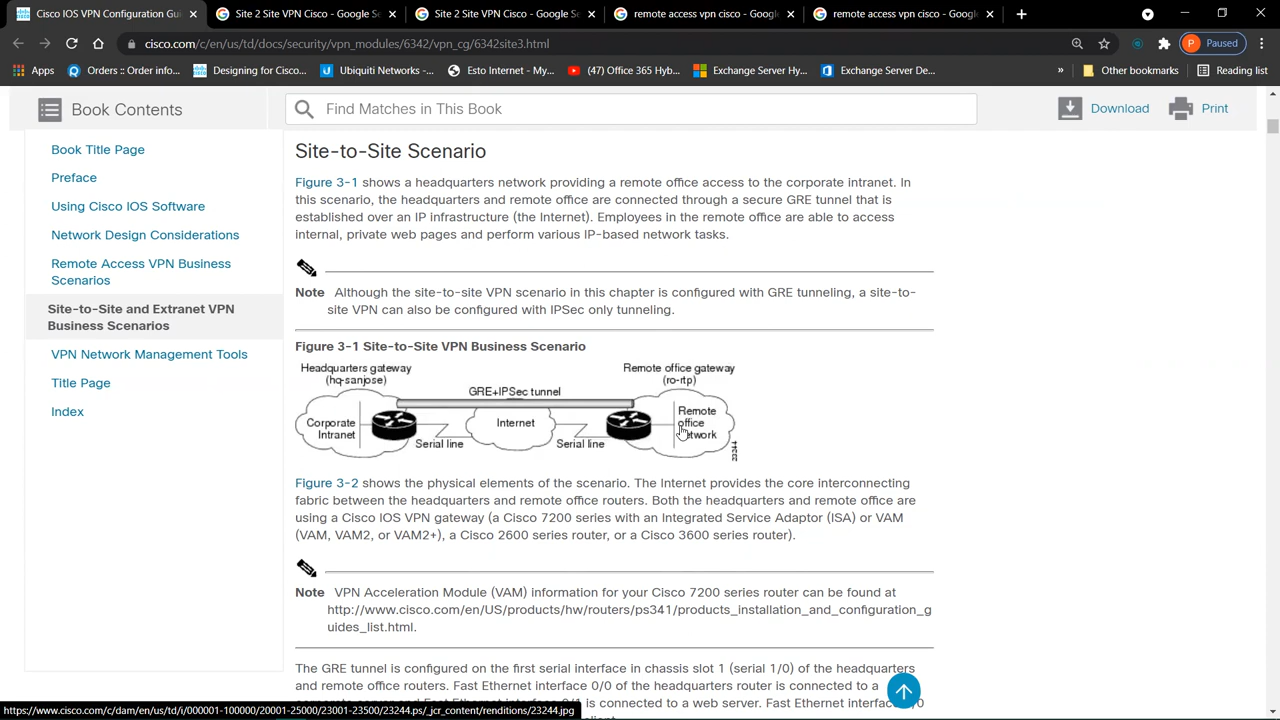 Cisco IOS VPN Configuration Gui
Site 2 Site VPN Cisco - Google Se
Site 2 Site VPN Cisco - Google Se
remote access vpn cisco - Google
remote access vpn cisco - Google
cisco.com/c/en/us/td/docs/security/vpn_modules/6342/vpn_cg/6342site3.html
P Paused
Apps
Orders :: Order info...
Designing for Cisc...
Ubiquiti Networks -...
Esto Internet - My...
(47) Office 365 Hyb...
Exchange Server Hy...
Exchange Server De...
»
Other bookmarks
Reading list
Book Contents
Find Matches in This Book
Download
Print
Book Title Page
Preface
Using Cisco IOS Software
Network Design Considerations
Remote Access VPN Business
Scenarios
Site-to-Site and Extranet VPN
Business Scenarios
VPN Network Management Tools
Title Page
Index
Site-to-Site Scenario
Figure 3-1 shows a headquarters network providing a remote office access to the corporate intranet. In
this scenario, the headquarters and remote office are connected through a secure GRE tunnel that is
established over an IP infrastructure (the Internet). Employees in the remote office are able to access
internal, private web pages and perform various IP-based network tasks.
Note Although the site-to-site VPN scenario in this chapter is configured with GRE tunneling, a site-to-
site VPN can also be configured with IPSec only tunneling.
Figure 3-1 Site-to-Site VPN Business Scenario
Headquarters gateway
(hq-sanjose)
GRE+IPSec tunnel
Remote office gateway
(ro-rtp)
Corporate
Intranet
Serial line
Internet
Serial line
Remote
office
network
23244
Figure 3-2 shows the physical elements of the scenario. The Internet provides the core interconnecting
fabric between the headquarters and remote office routers. Both the headquarters and remote office are
using a Cisco IOS VPN gateway (a Cisco 7200 series with an Integrated Service Adaptor (ISA) or VAM
(VAM, VAM2, or VAM2+), a Cisco 2600 series router, or a Cisco 3600 series router).
Note VPN Acceleration Module (VAM) information for your Cisco 7200 series router can be found at
http://www.cisco.com/en/US/products/hw/routers/ps341/products_installation_and_configuration_g
uides_list.html.
The GRE tunnel is configured on the first serial interface in chassis slot 1 (serial 1/0) of the headquarters
and remote office routers. Fast Ethernet interface 0/0 of the headquarters router is connected to a
is connected to a web server. Fast Ethernet interface 0/0
https://www.cisco.com/c/dam/en/us/td/i/000001-100000/20001-25000/23001-23500/23244.ps/_jcr_content/renditions/23244.jpg